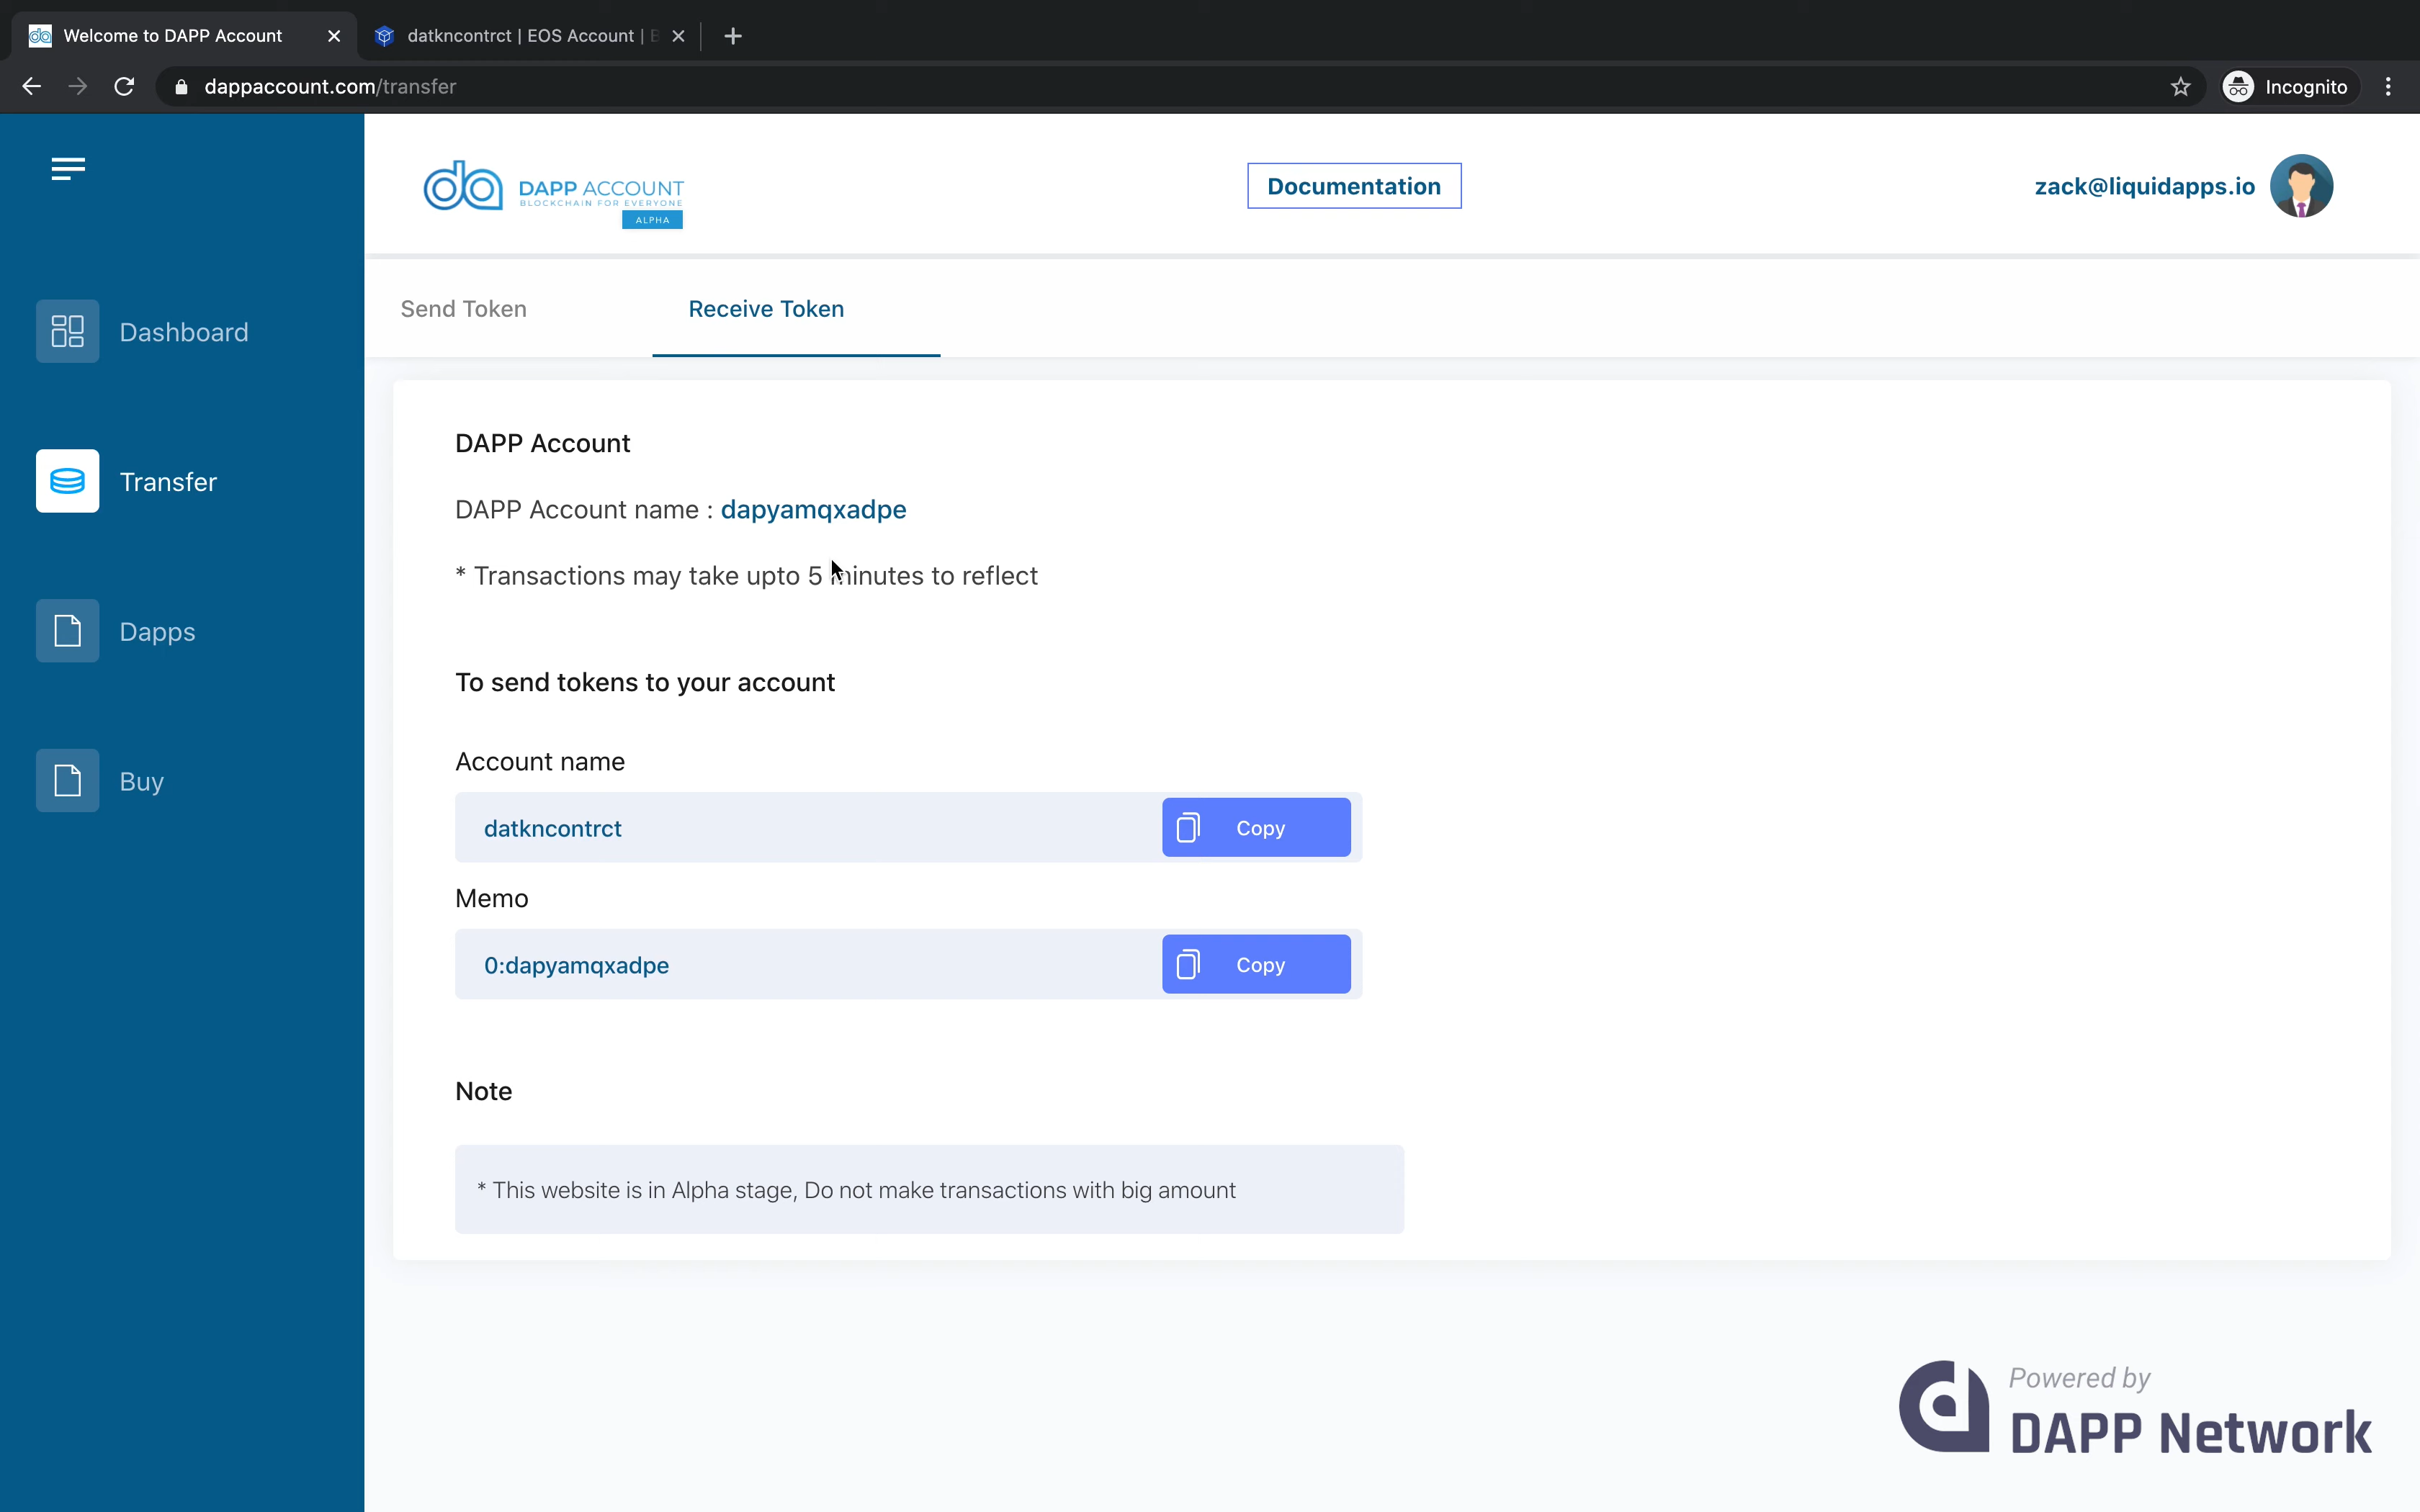 Welcome to DAPP Account
datkncontrct | EOS Account |
dappaccount.com/transfer
Incognito
DAPP ACCOUNT
BLOCKCHAIN FOR EVERYONE
ALPHA
Documentation
zack@liquidapps.io
Send Token
Receive Token
Dashboard
Transfer
Dapps
Buy
DAPP Account
DAPP Account name : dapyamqxadpe
* Transactions may take upto 5 minutes to reflect
To send tokens to your account
Account name
datkncontrct
Copy
Memo
0:dapyamqxadpe
Copy
Note
* This website is in Alpha stage, Do not make transactions with big amount
Powered by
DAPP Network